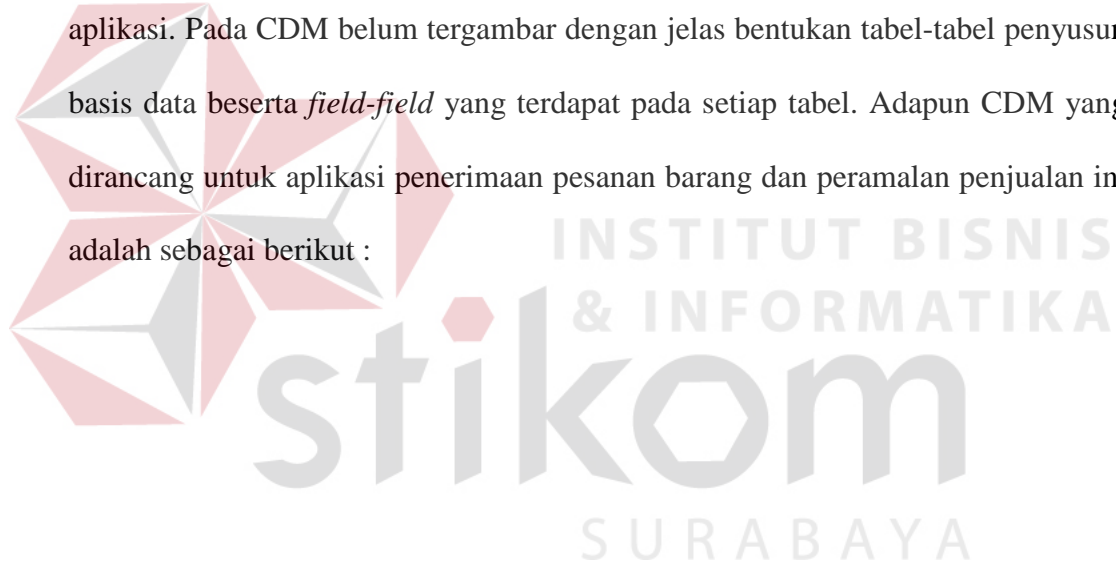 aplikasi. Pada CDM belum tergambar dengan jelas bentukan tabel-tabel penyusun
basis data beserta field-field yang terdapat pada setiap tabel. Adapun CDM yang
dirancang untuk aplikasi penerimaan pesanan barang dan peramalan penjualan in
adalah sebagai berikut :
INSTITUT BISNIS
& INFORMATIKA
stikom
SURABAYA